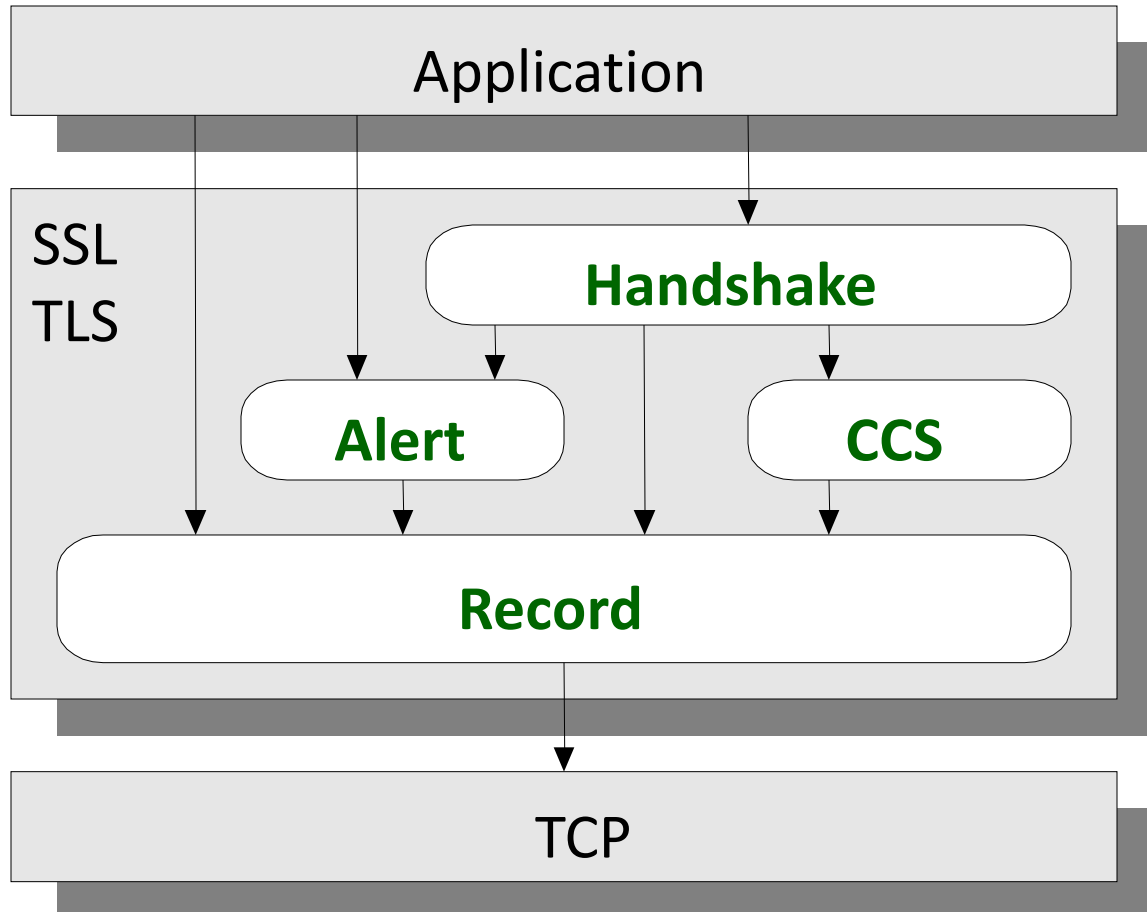 Application
SSL
TLS
Handshake
Alert
CCS
Record
TCP